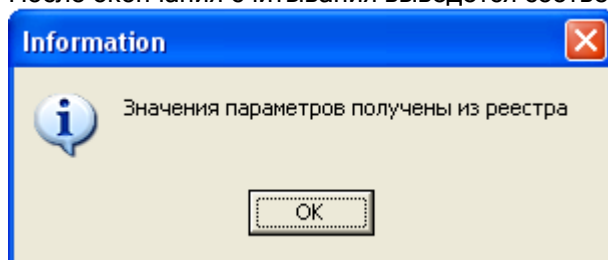 Information
Значения параметров получены из реестра
OK